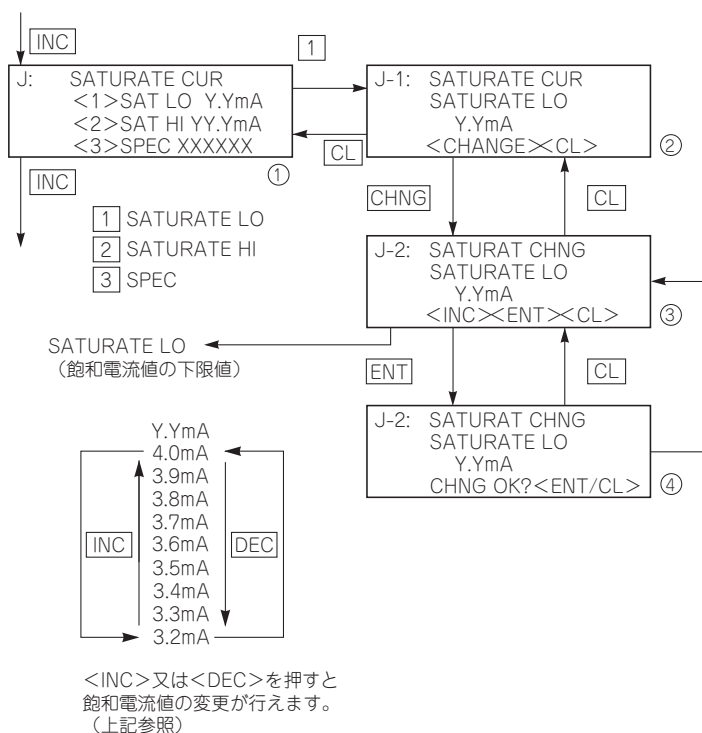 INC
J: SATURATE CUR
<1>SAT LO Y.YmA
<2>SAT HI YY.YmA
<3>SPEC XXXXXX
①
INC
1
CL
J-1: SATURATE CUR
SATURATE LO
Y.YmA
<CHANGE><CL>
②
1 SATURATE LO
2 SATURATE HI
3 SPEC
CHNG
CL
J-2: SATURAT CHNG
SATURATE LO
Y.YmA
<INC><ENT><CL>
③
SATURATE LO
(飽和電流値の下限値)
ENT
CL
J-2: SATURAT CHNG
SATURATE LO
Y.YmA
CHNG OK?<ENT/CL>
④
Y.YmA
4.0mA
3.9mA
3.8mA
3.7mA
3.6mA
3.5mA
3.4mA
3.3mA
3.2mA
INC
DEC
<INC>又は<DEC>を押すと
飽和電流値の変更が行えます。
(上記参照)